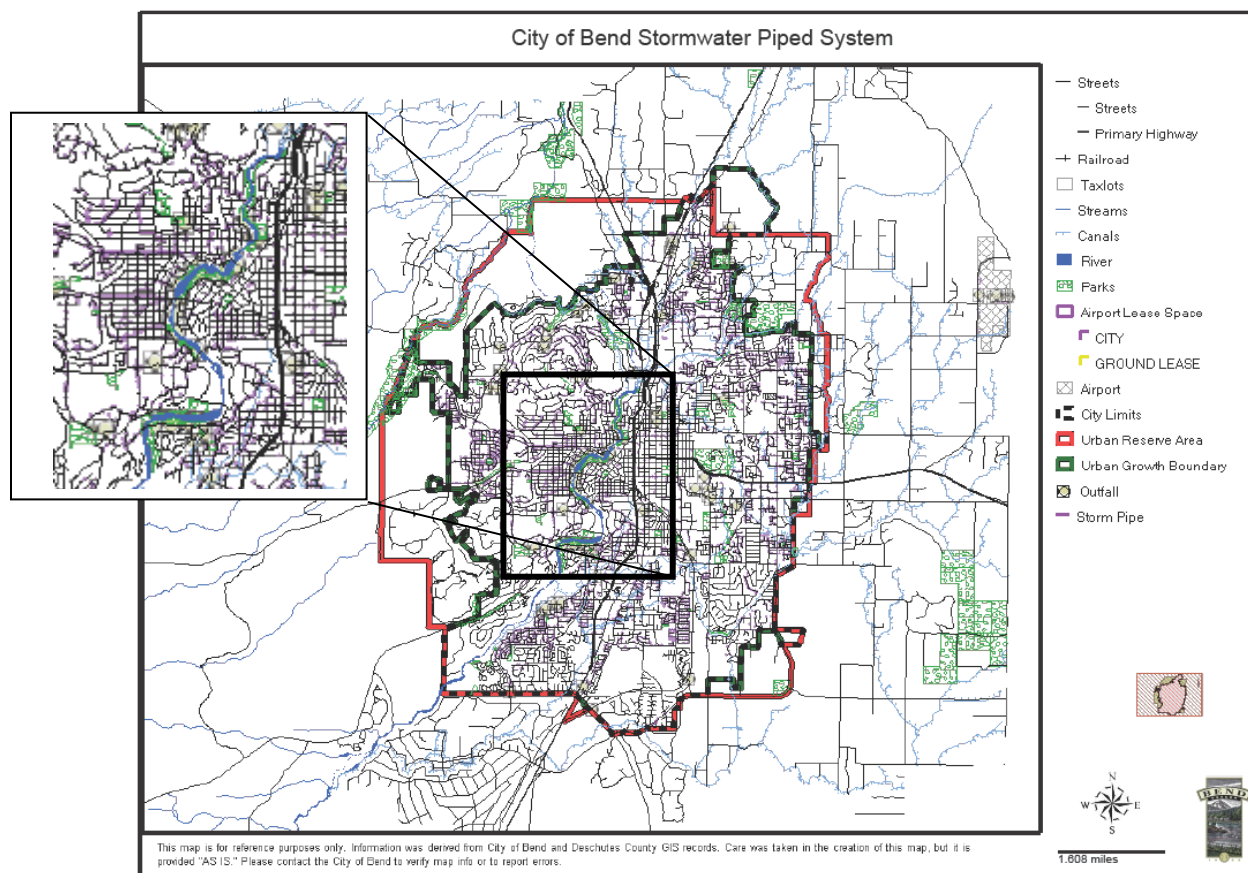 City of Bend Stormwater Piped System
Streets
Streets
Primary Highway
Railroad
Taxlots
Streams
Canals
River
Parks
Airport Lease Space
CITY
GROUND LEASE
Airport
City Limits
Urban Reserve Area
Urban Growth Boundary
Outfall
Storm Pipe
N
W E
S
BEND
1.608 miles
This map is for reference purposes only. Information was derived from City of Bend and Deschutes County GIS records. Care was taken in the creation of this map, but it is
provided "AS IS." Please contact the City of Bend to verify map info or to report errors.